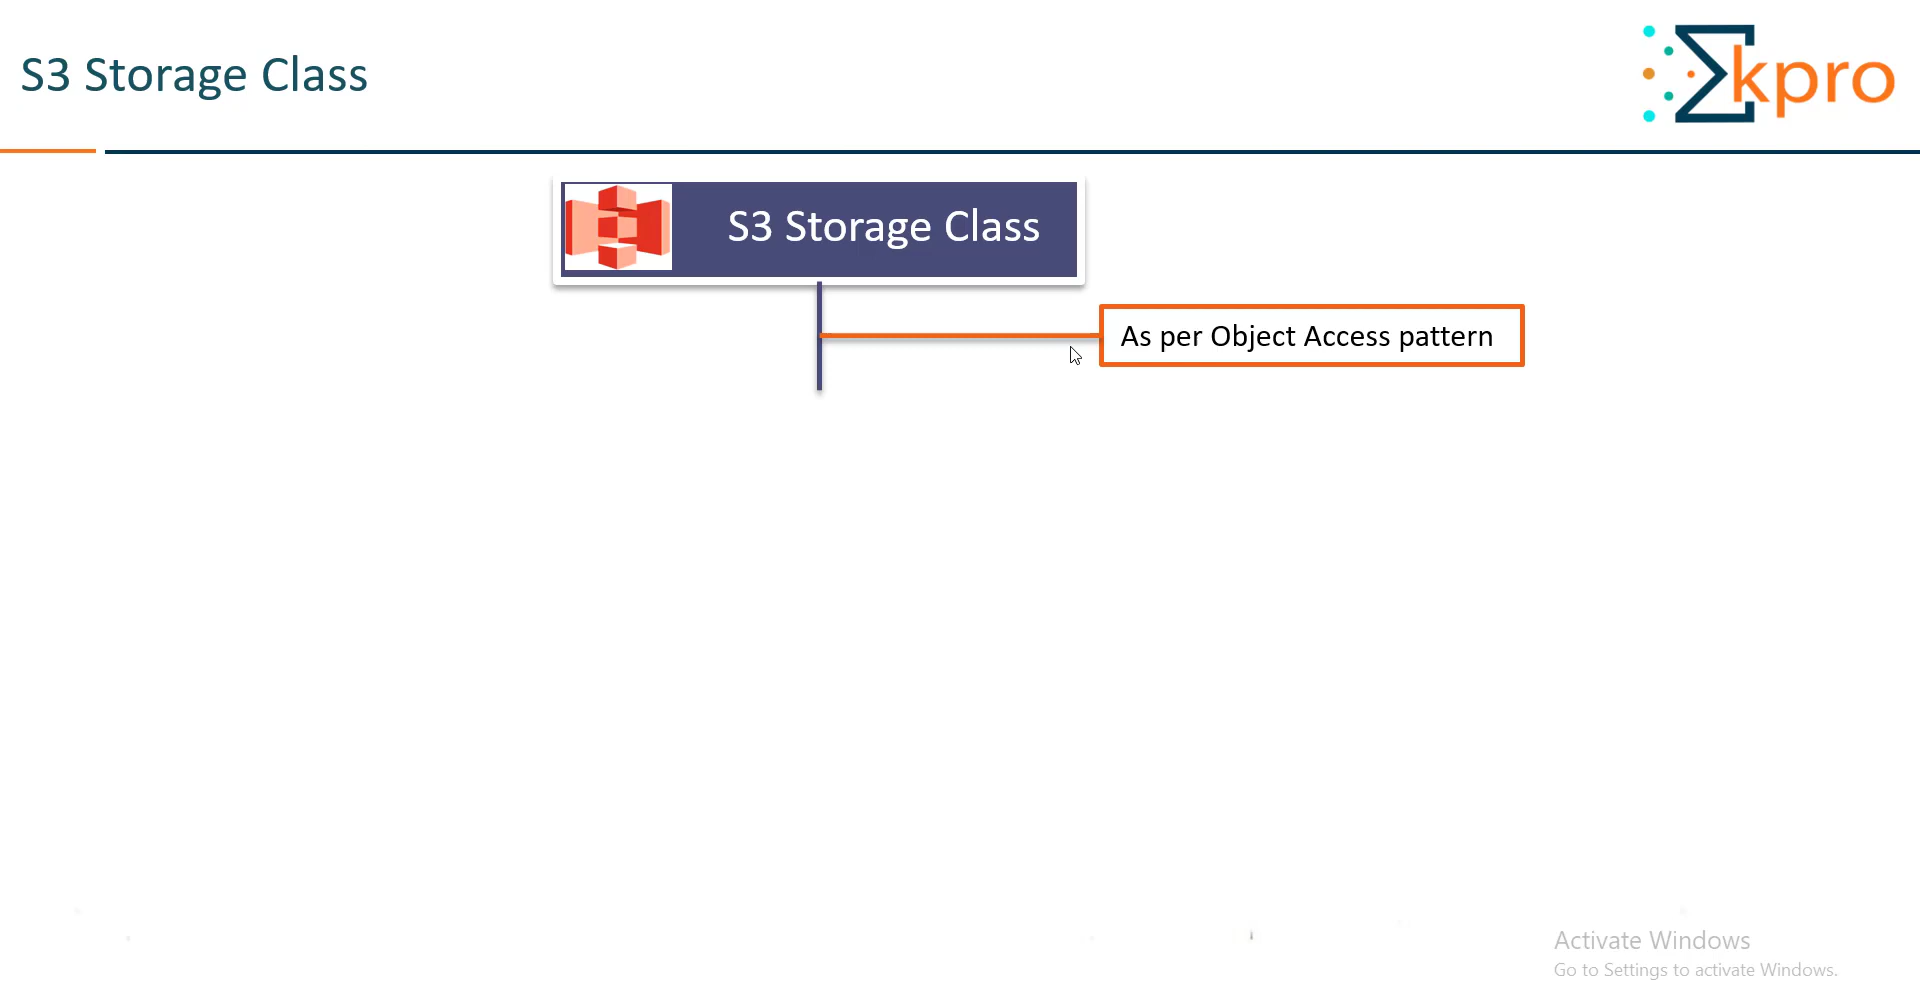 S3 Storage Class
kpro
S3 Storage Class
As per Object Access pattern
Activate Windows
Go to Settings to activate Windows.